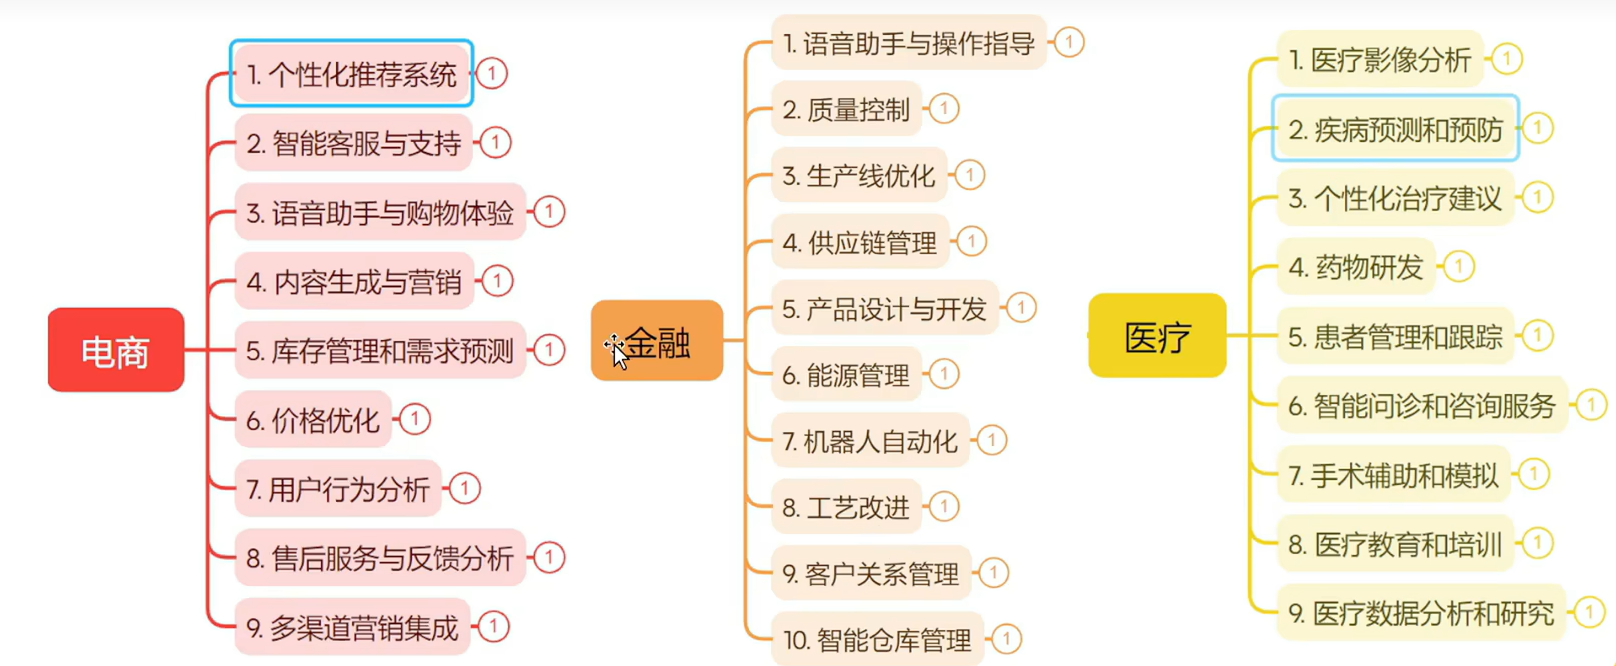 电商
1. 个性化推荐系统 1
2. 智能客服与支持 1
3. 语音助手与购物体验 1
4. 内容生成与营销 1
5. 库存管理和需求预测 1
6. 价格优化 1
7. 用户行为分析 1
8. 售后服务与反馈分析 1
9. 多渠道营销集成 1
金融
1. 语音助手与操作指导 1
2. 质量控制 1
3. 生产线优化 1
4. 供应链管理 1
5. 产品设计与开发 1
6. 能源管理 1
7. 机器人自动化 1
8. 工艺改进 1
9. 客户关系管理 1
10. 智能仓库管理 1
医疗
1. 医疗影像分析 1
2. 疾病预测和预防 1
3. 个性化治疗建议 1
4. 药物研发 1
5. 患者管理和跟踪 1
6. 智能问诊和咨询服务 1
7. 手术辅助和模拟 1
8. 医疗教育和培训 1
9. 医疗数据分析和研究 1